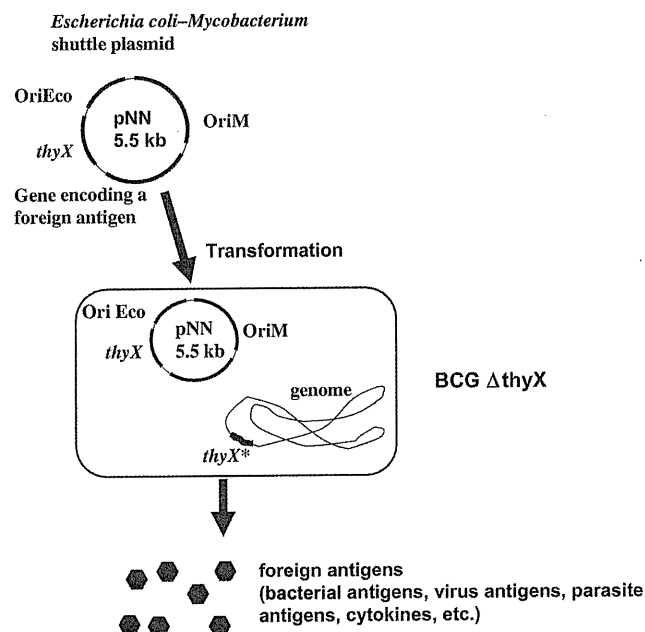 Escherichia coli–Mycobacterium
shuttle plasmid
OriEco
pNN
5.5 kb
OriM
thyX
Gene encoding a
foreign antigen
Transformation
Ori Eco
pNN
5.5 kb
OriM
thyX
genome
thyX*
BCG ΔthyX
foreign antigens
(bacterial antigens, virus antigens, parasite
antigens, cytokines, etc.)